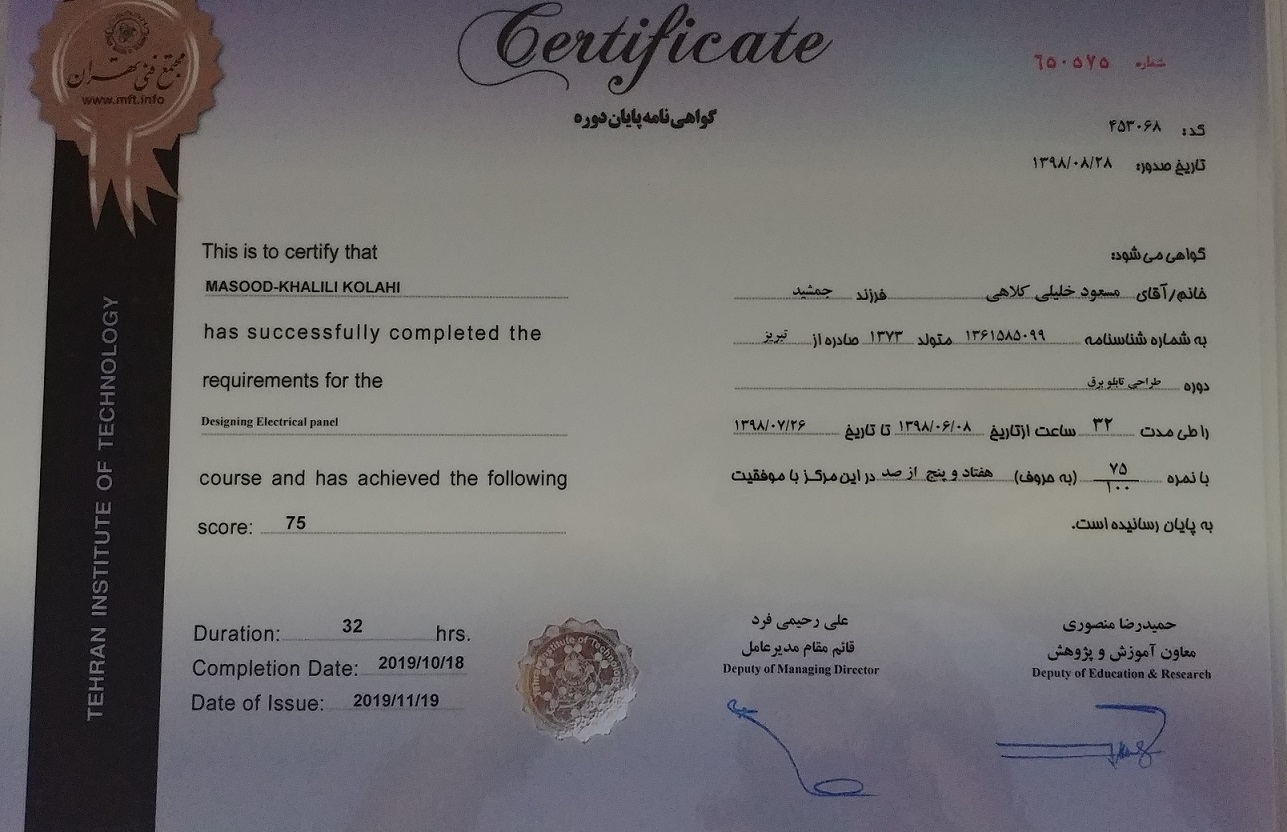 مجتمع فنی تهران
www.mft.info
Certificate
گواهی‌نامه پایان دوره
شماره ۶۵۰۵۷۵
کد: ۴۵۳۰۶۸
تاریخ صدور: ۱۳۹۸/۰۸/۲۸
TEHRAN INSTITUTE OF TECHNOLOGY
This is to certify that
MASOOD-KHALILI KOLAHI
has successfully completed the
requirements for the
Designing Electrical panel
course and has achieved the following
score: 75
Duration: 32 hrs.
Completion Date: 2019/10/18
Date of Issue: 2019/11/19
گواهی می شود:
خانم/آقای مسعود خلیلی کلاهی فرزند جمشید
به شماره شناسنامه ۱۳۶۱۵۸۵۰۹۹ متولد ۱۳۷۳ صادره از تبریز
دوره طراحی تابلو برق
را طی مدت ۳۲ ساعت از تاریخ ۱۳۹۸/۰۶/۰۸ تا تاریخ ۱۳۹۸/۰۷/۲۶
با نمره ۷۵/۱۰۰ (به حروف) هفتاد و پنج از صد در این مرکز با موفقیت
به پایان رسانیده است.
علی رحیمی فرد
قائم مقام مدیرعامل
Deputy of Managing Director
حمیدرضا منصوری
معاون آموزش و پژوهش
Deputy of Education & Research
Tehran Institute of Technology